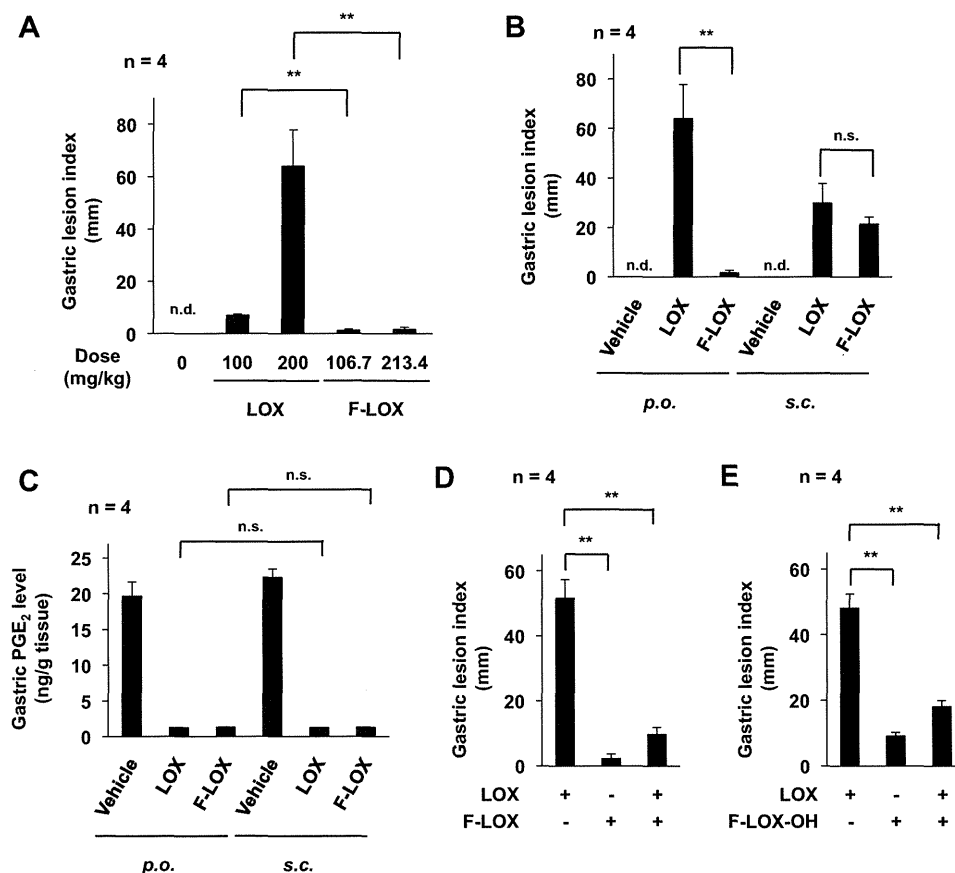 A
n = 4
**
**
Gastric lesion index
(mm)
80
60
40
20
0
n.d.
Dose
(mg/kg)
0
100
200
106.7
213.4
LOX
F-LOX
B
n = 4
**
n.s.
Gastric lesion index
(mm)
80
60
40
20
0
n.d.
n.d.
Vehicle
LOX
F-LOX
Vehicle
LOX
F-LOX
p.o.
s.c.
C
n = 4
n.s.
n.s.
Gastric PGE2 level
(ng/g tissue)
25
20
15
10
5
0
Vehicle
LOX
F-LOX
Vehicle
LOX
F-LOX
p.o.
s.c.
D
n = 4
**
**
Gastric lesion index
(mm)
60
40
20
0
LOX + - +
F-LOX - + +
E
n = 4
**
**
Gastric lesion index
(mm)
60
40
20
0
LOX + - +
F-LOX-OH - + +